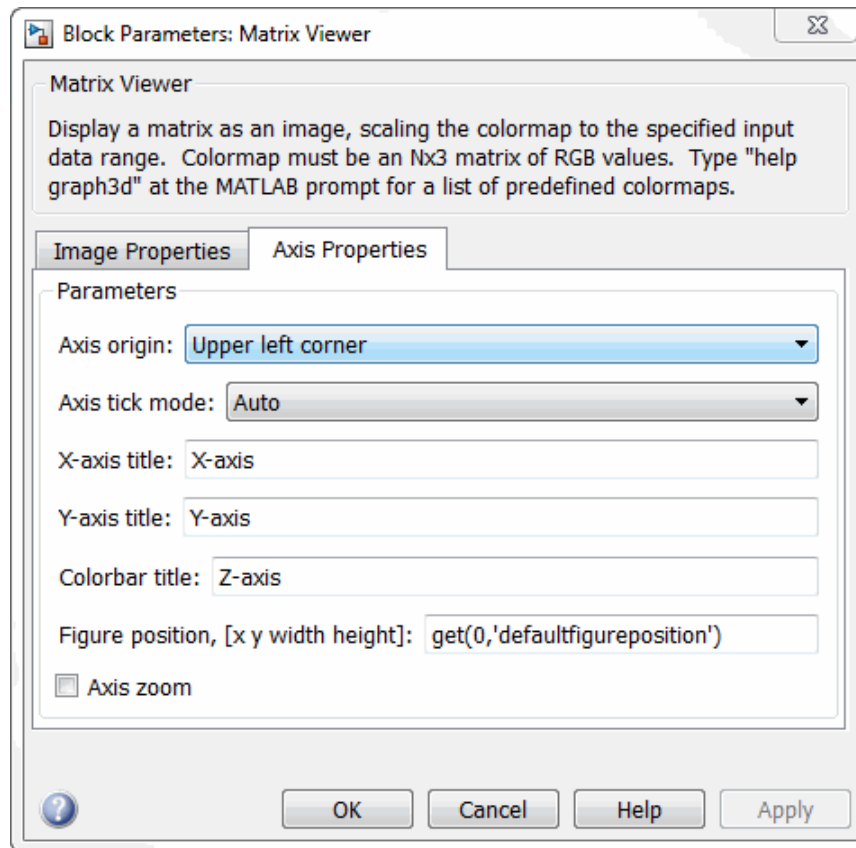 Block Parameters: Matrix Viewer
Matrix Viewer
Display a matrix as an image, scaling the colormap to the specified input
data range. Colormap must be an Nx3 matrix of RGB values. Type "help
graph3d" at the MATLAB prompt for a list of predefined colormaps.
Image Properties Axis Properties
Parameters
Axis origin: Upper left corner
Axis tick mode: Auto
X-axis title: X-axis
Y-axis title: Y-axis
Colorbar title: Z-axis
Figure position, [x y width height]: get(0,'defaultfigureposition')
Axis zoom
? OK Cancel Help Apply